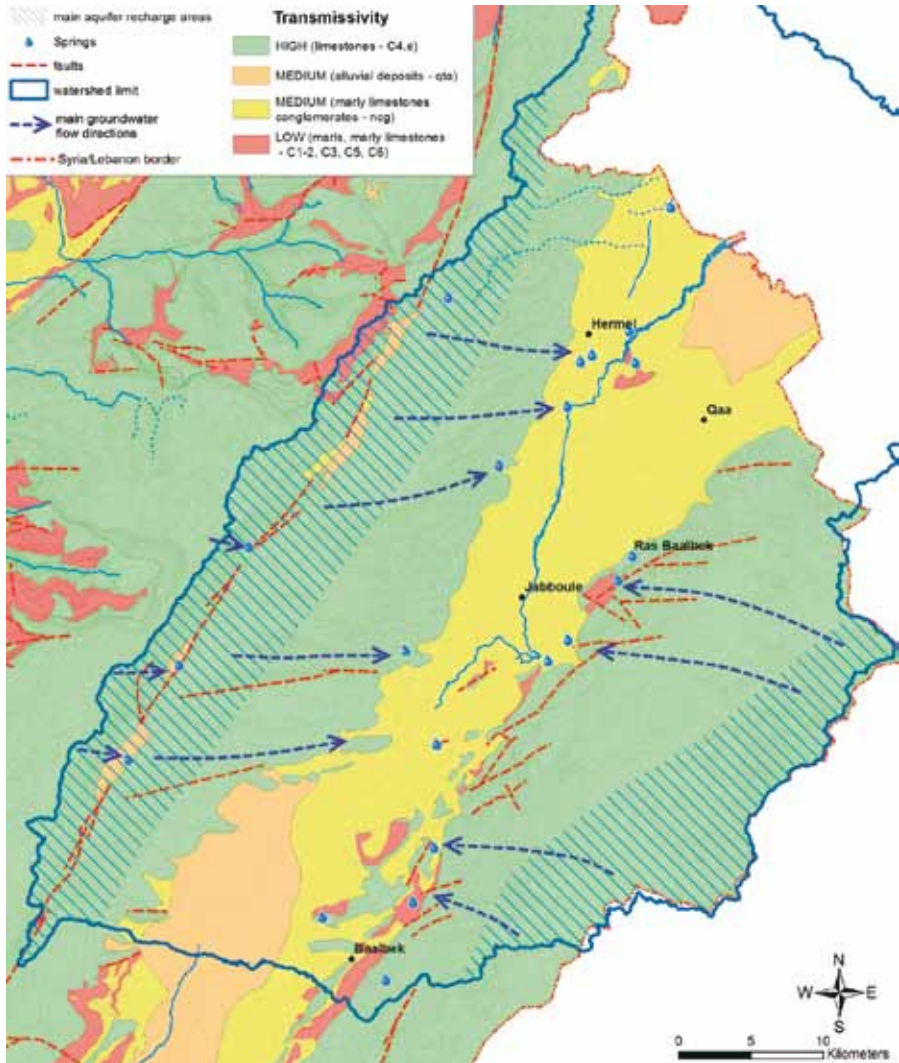 main aquifer recharge areas
Springs
faults
watershed limit
main groundwater
flow directions
Syria/Lebanon border
Transmissivity
HIGH (limestones - C4,e)
MEDIUM (alluvial deposits - qta)
MEDIUM (marly limestones
conglomerates - ncg)
LOW (marls, marly limestones
- C1-2, C3, C5, C6)
Hermel
Qaa
Ras Baalbek
Jabboule
Baalbek
N
W E
S
0 5 10
Kilometers